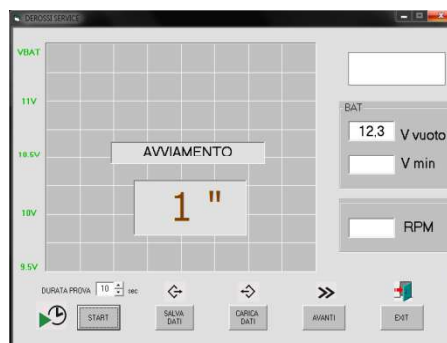 DEROSSI SERVICE
VBAT
11V
10.5V
10V
9.5V
AVVIAMENTO
1 "
BAT
12,3 V vuoto
V min
RPM
DURATA PROVA 10 sec
START
SALVA
DATI
CARICA
DATI
AVANTI
EXIT